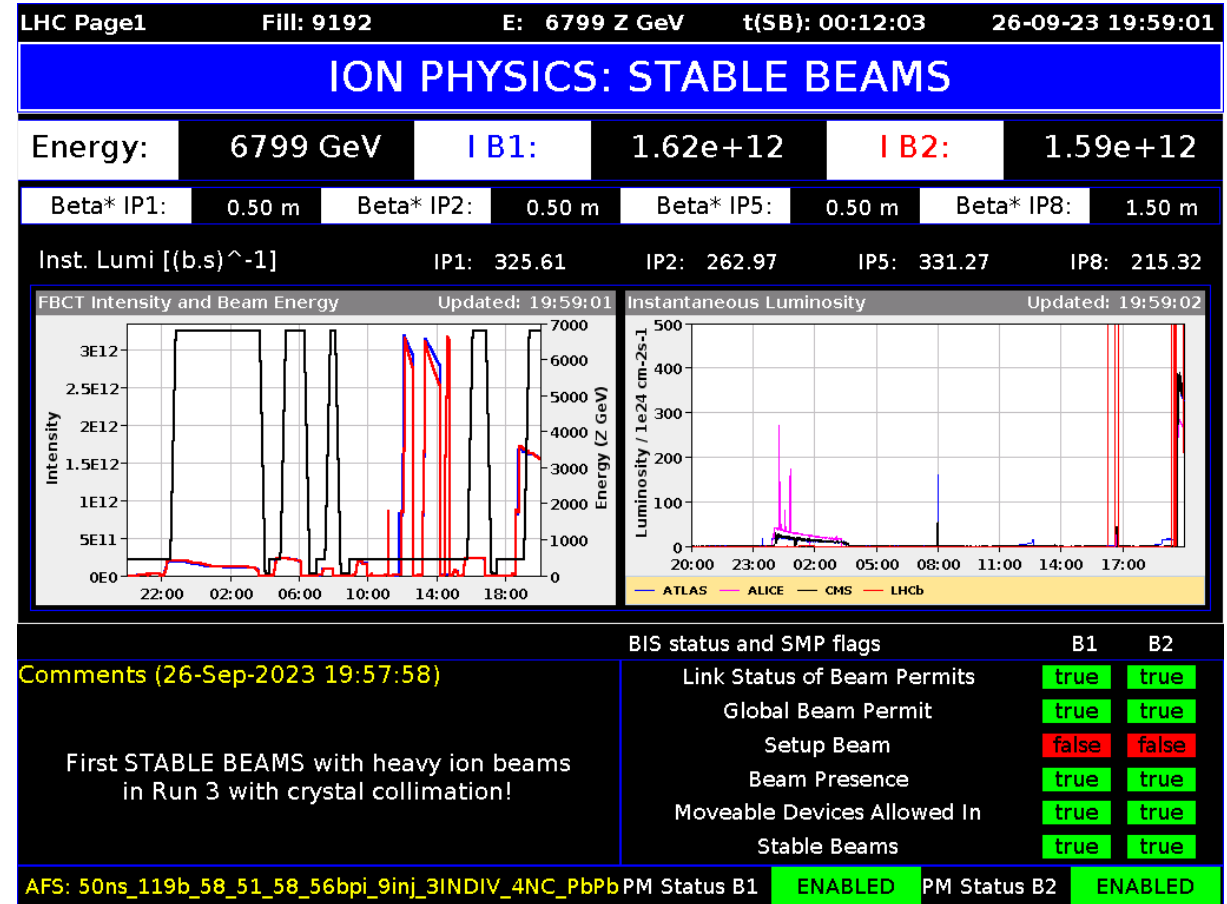 LHC Page1 Fill: 9192 E: 6799 Z GeV t(SB): 00:12:03 26-09-23 19:59:01
ION PHYSICS: STABLE BEAMS
Energy: 6799 GeV I B1: 1.62e+12 I B2: 1.59e+12
Beta* IP1: 0.50 m Beta* IP2: 0.50 m Beta* IP5: 0.50 m Beta* IP8: 1.50 m
Inst. Lumi [(b.s)^-1] IP1: 325.61 IP2: 262.97 IP5: 331.27 IP8: 215.32
FBCT Intensity and Beam Energy Updated: 19:59:01
Intensity
3E12
2.5E12
2E12
1.5E12
1E12
5E11
0E0
7000
6000
5000
4000
3000
2000
1000
0
Energy (Z GeV)
22:00 02:00 06:00 10:00 14:00 18:00
Instantaneous Luminosity Updated: 19:59:02
Luminosity / 1e24 cm-2s-1
500
400
300
200
100
0
20:00 23:00 02:00 05:00 08:00 11:00 14:00 17:00
ATLAS ALICE CMS LHCb
Comments (26-Sep-2023 19:57:58)
First STABLE BEAMS with heavy ion beams
in Run 3 with crystal collimation!
BIS status and SMP flags B1 B2
Link Status of Beam Permits true true
Global Beam Permit true true
Setup Beam false false
Beam Presence true true
Moveable Devices Allowed In true true
Stable Beams true true
AFS: 50ns_119b_58_51_58_56bpi_9inj_3INDIV_4NC_PbPb PM Status B1 ENABLED PM Status B2 ENABLED